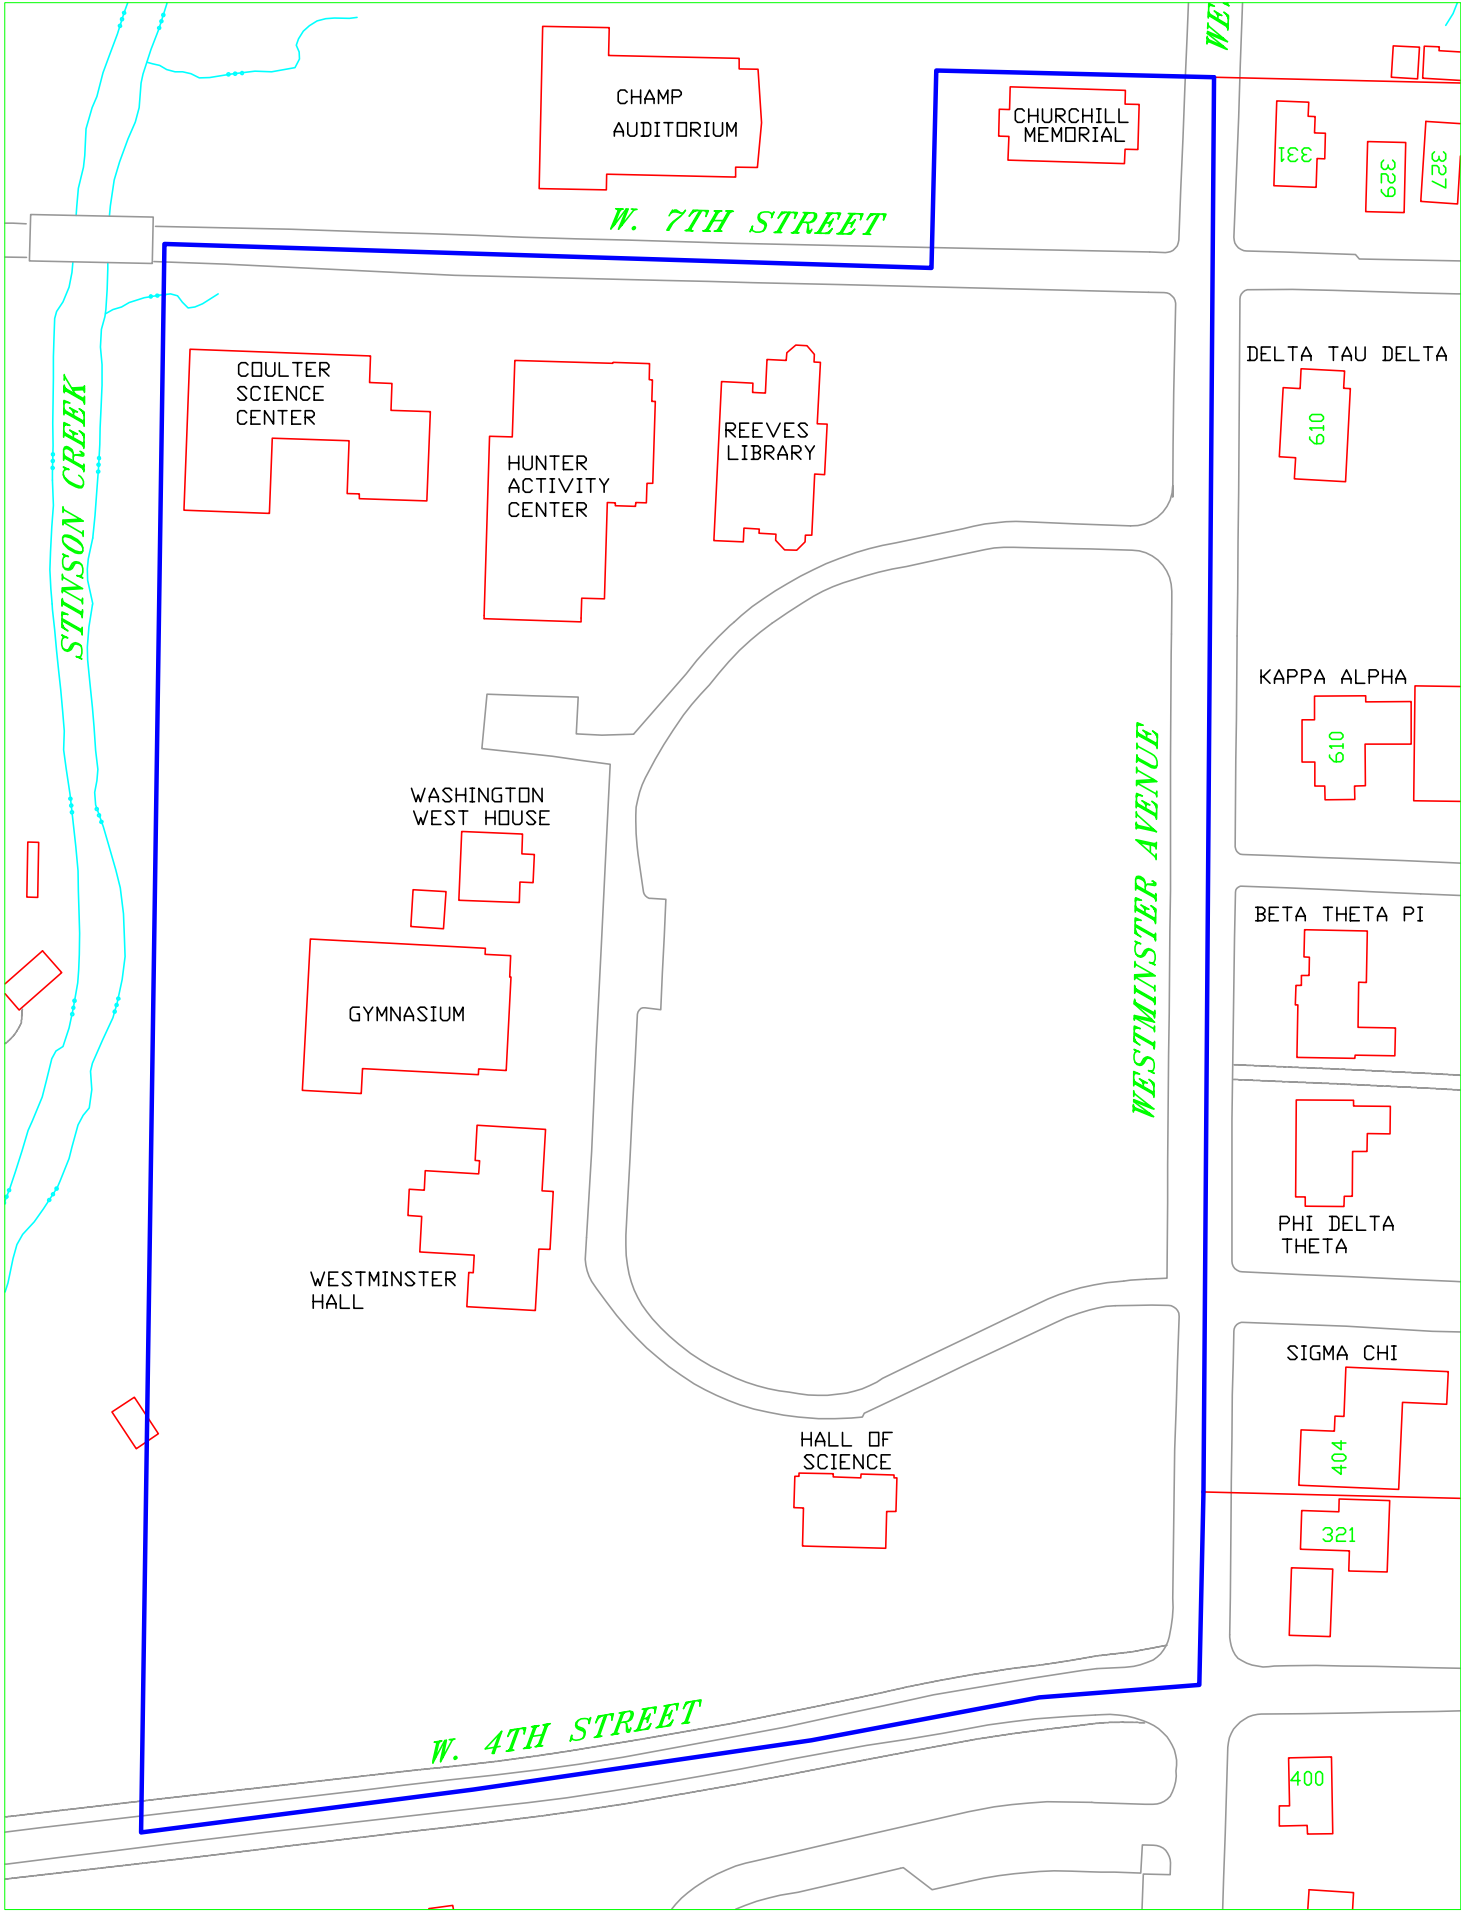 WE
CHAMP
AUDITORIUM
CHURCHILL
MEMORIAL
331
329
327
W. 7TH STREET
DELTA TAU DELTA
610
COULTER
SCIENCE
CENTER
STINSON CREEK
HUNTER
ACTIVITY
CENTER
REEVES
LIBRARY
KAPPA ALPHA
610
WASHINGTON
WEST HOUSE
WESTMINSTER AVENUE
BETA THETA PI
GYMNASIUM
PHI DELTA
THETA
WESTMINSTER
HALL
SIGMA CHI
404
HALL OF
SCIENCE
321
W. 4TH STREET
400